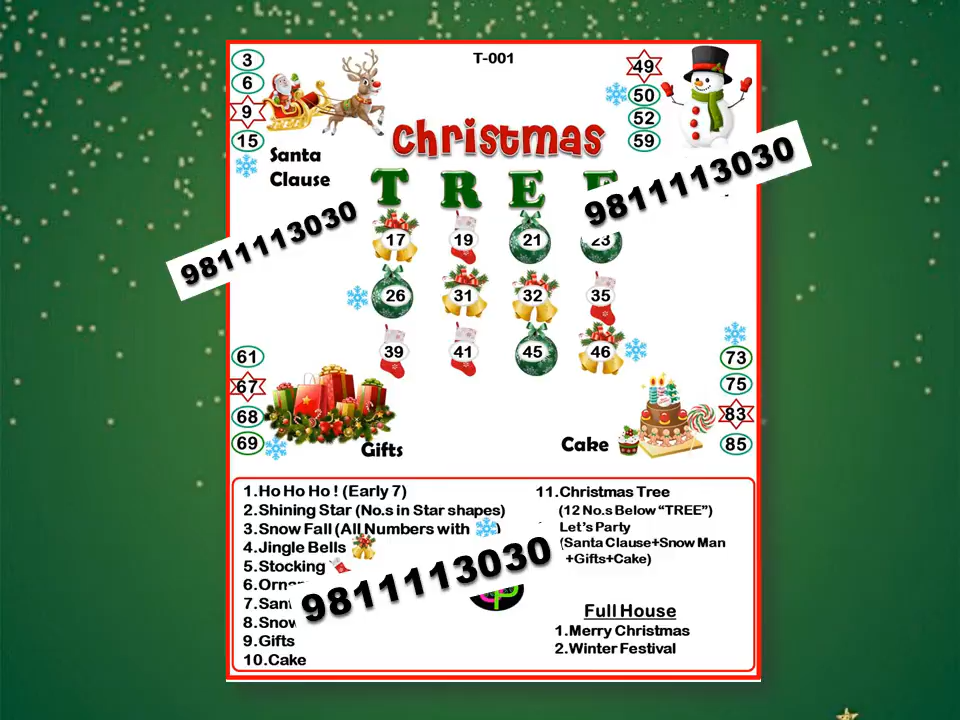 T-001
3
6
9
15
Santa
Clause
49
50
52
59
Christmas
T R E E
9811113030
9811113030
17 19 21 23
26 31 32 35
39 41 45 46
61
67
68
69
Gifts
73
75
83
85
Cake
1.Ho Ho Ho ! (Early 7)
2.Shining Star (No.s in Star shapes)
3.Snow Fall (All Numbers with )
4.Jingle Bells
5.Stocking
6.
7.
8.
9.Gifts
10.Cake
9811113030
11.Christmas Tree
(12 No.s Below “TREE”)
Let’s Party
(Santa Clause+Snow Man
+Gifts+Cake)
Full House
1.Merry Christmas
2.Winter Festival